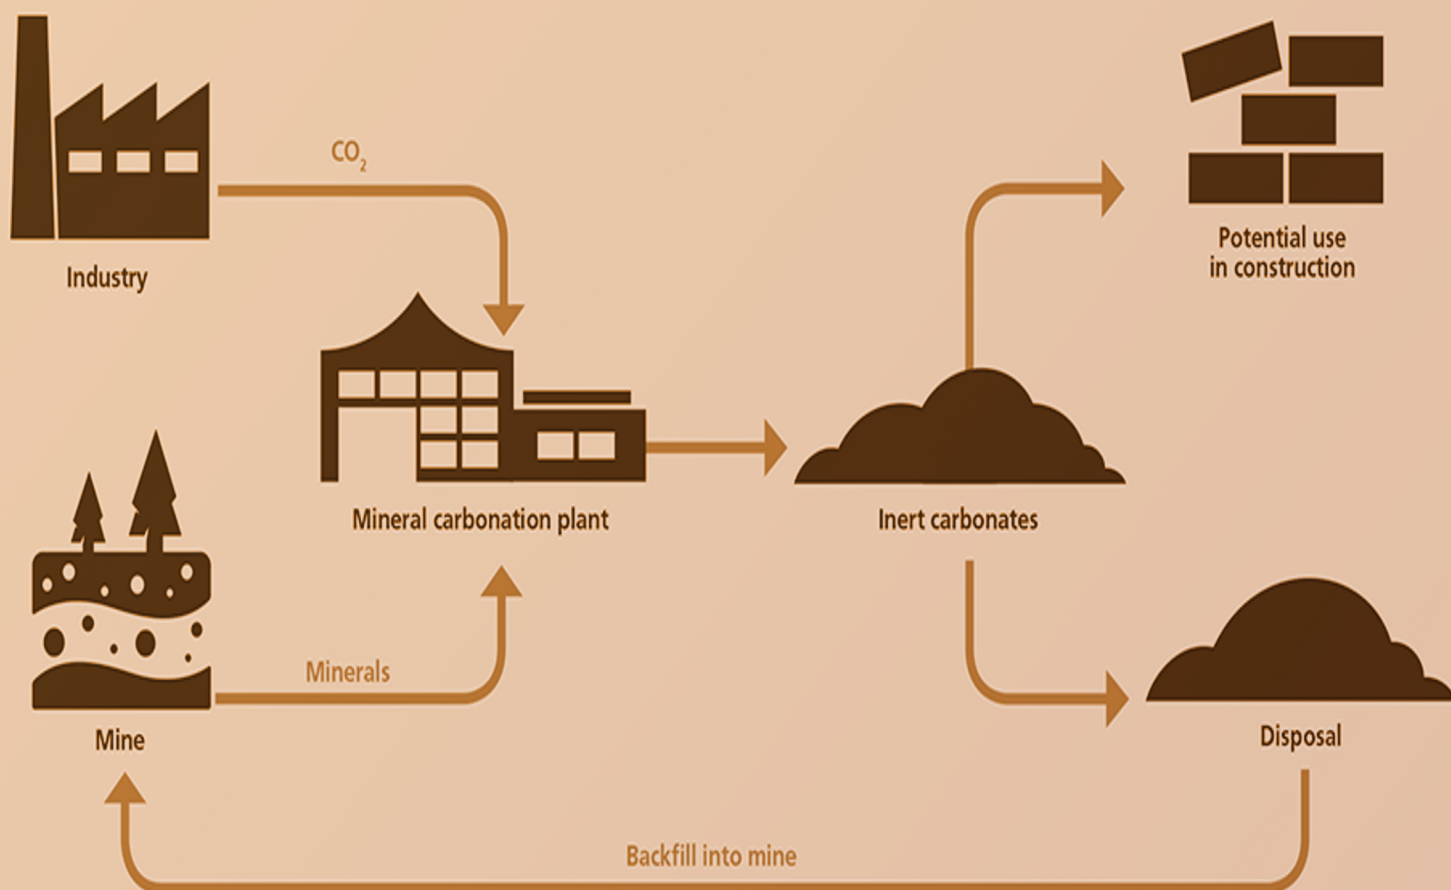 CO₂
Industry
Potential use
in construction
Mineral carbonation plant
Inert carbonates
Minerals
Mine
Disposal
Backfill into mine